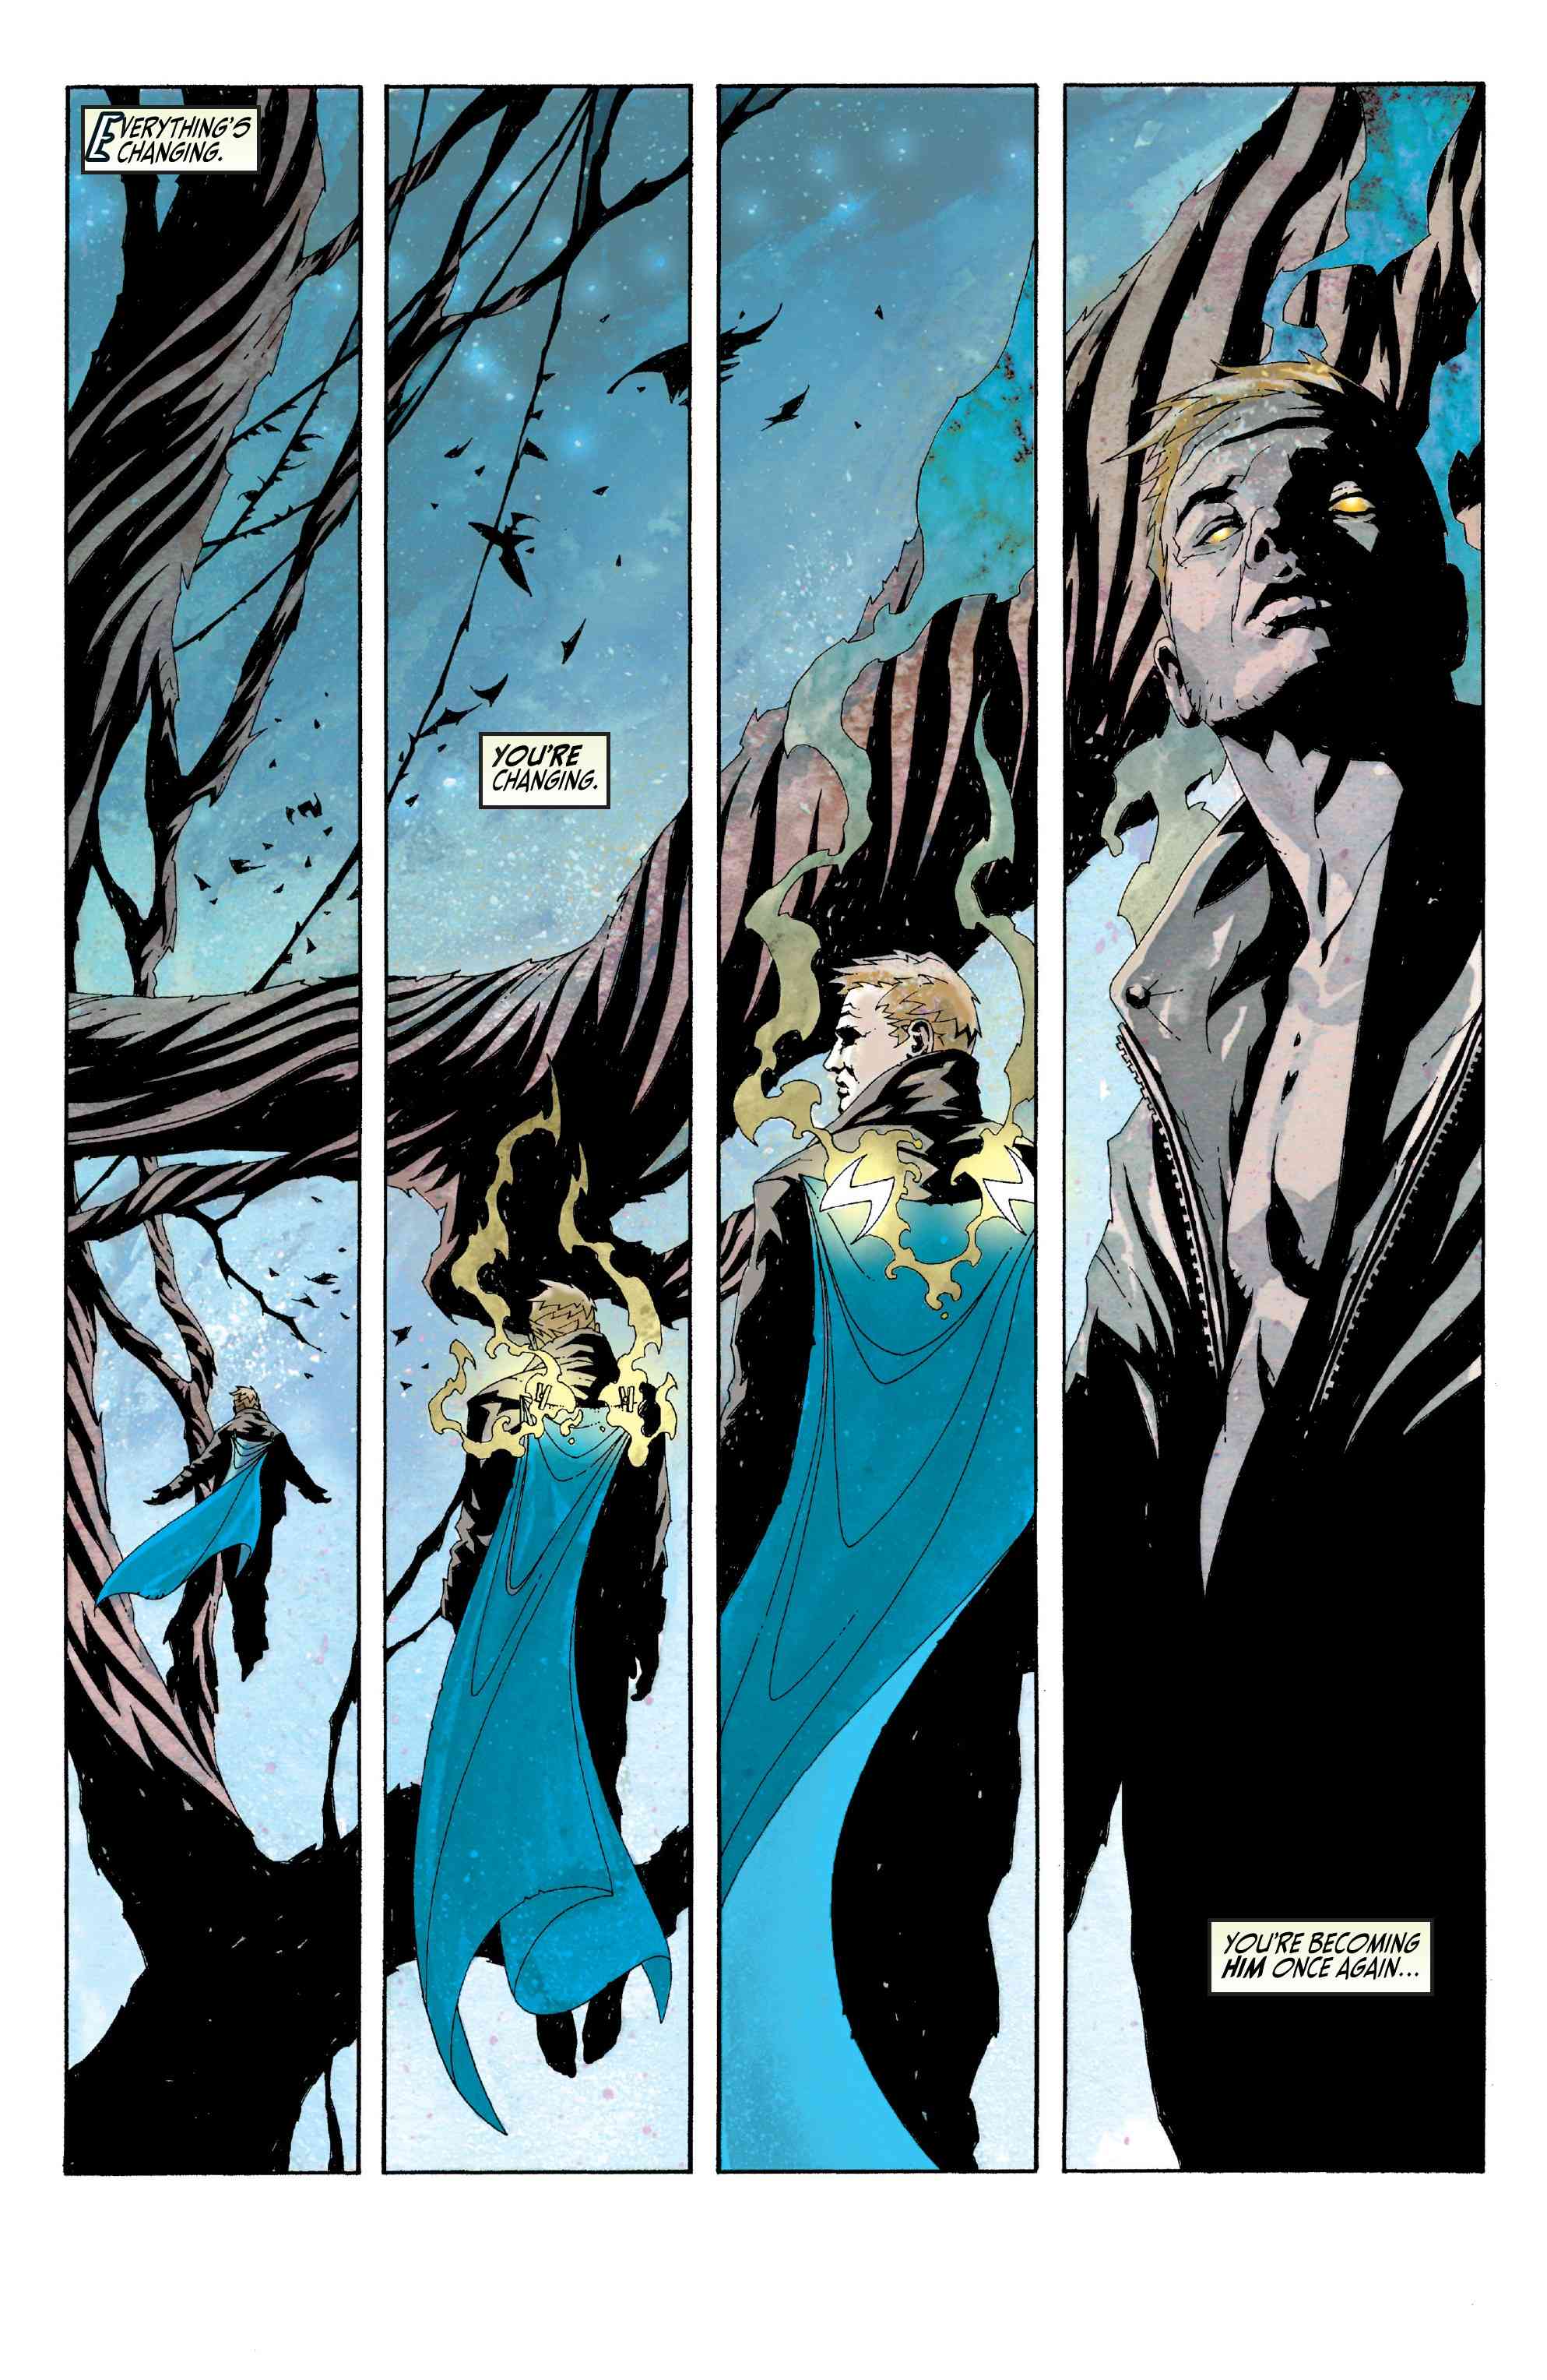 EVERYTHING'S
CHANGING.
YOU'RE
CHANGING.
YOU'RE BECOMING
HIM ONCE AGAIN...